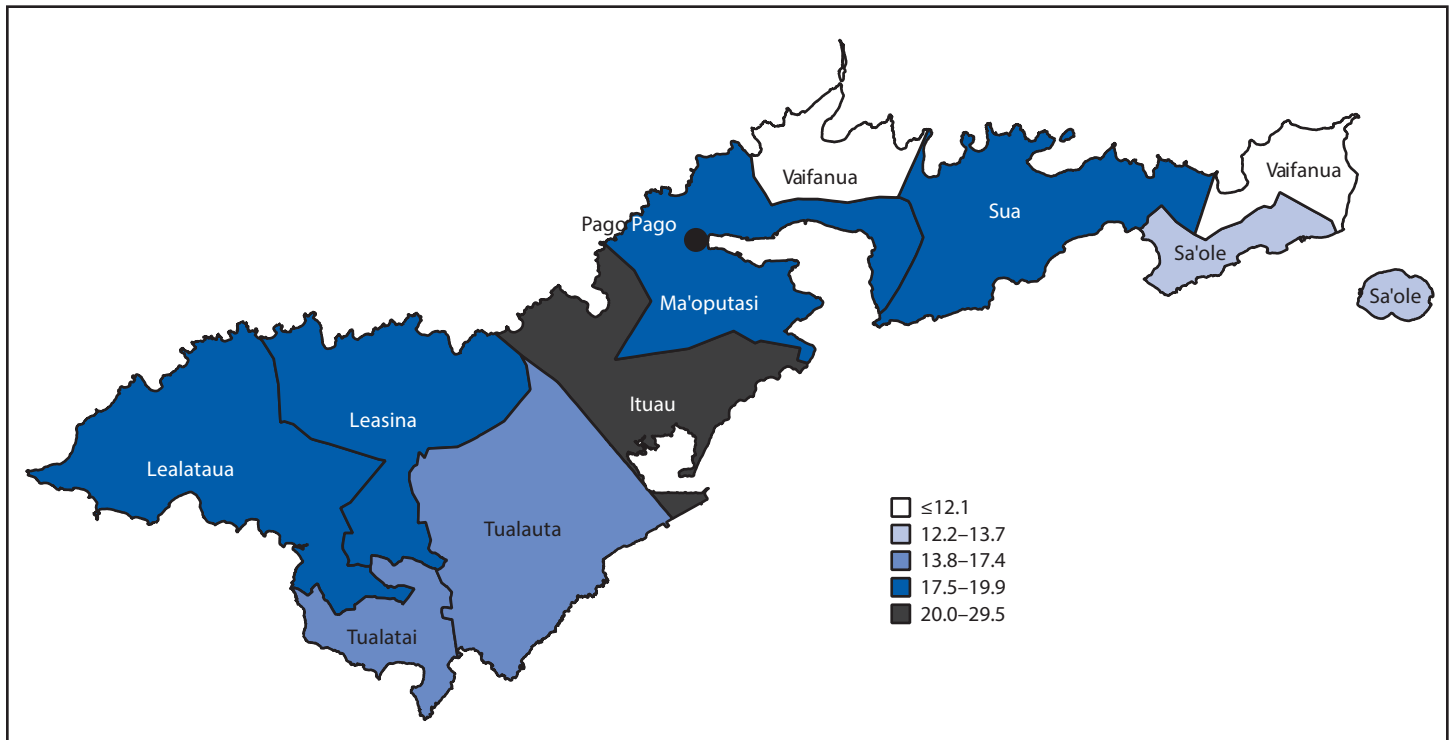 Vaifanua
Vaifanua
Sua
Pago Pago
Sa'ole
Sa'ole
Ma'oputasi
Ituau
Leasina
Lealataua
Tualauta
Tualatai
≤12.1
12.2–13.7
13.8–17.4
17.5–19.9
20.0–29.5